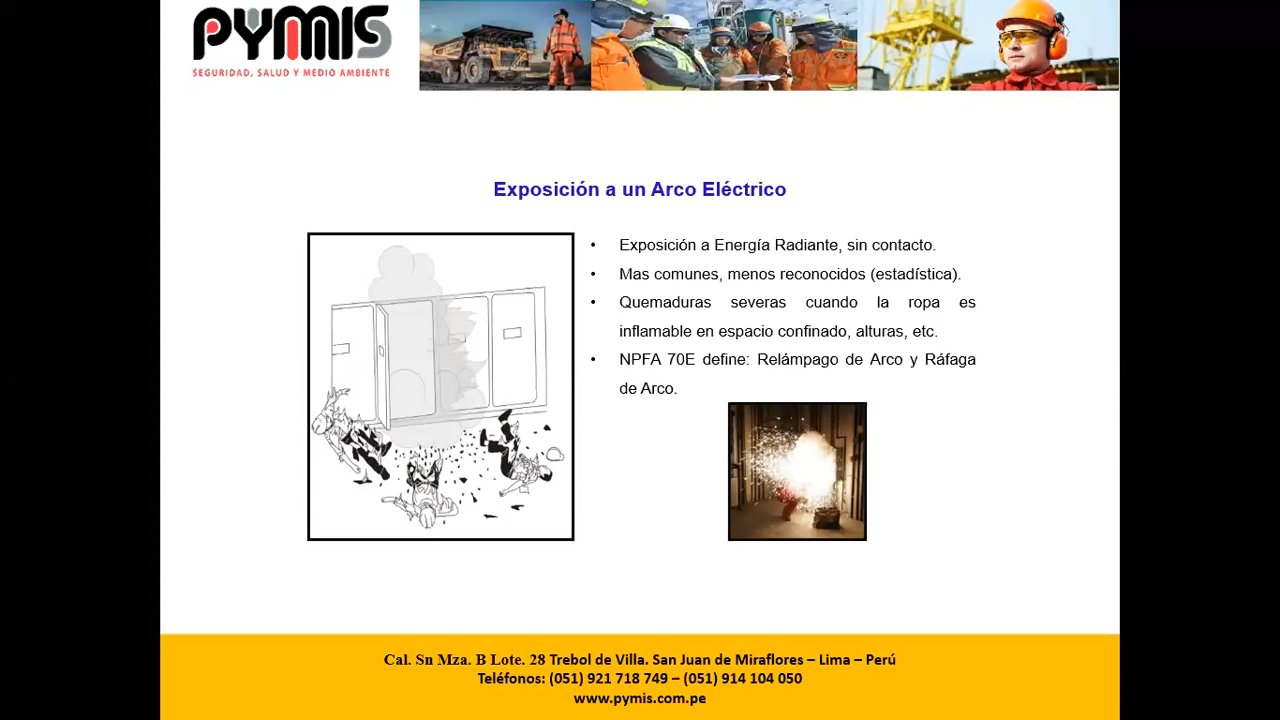 PYMIS
SEGURIDAD, SALUD Y MEDIO AMBIENTE
Exposición a un Arco Eléctrico
• Exposición a Energía Radiante, sin contacto.
• Mas comunes, menos reconocidos (estadística).
• Quemaduras severas cuando la ropa es
inflamable en espacio confinado, alturas, etc.
• NPFA 70E define: Relámpago de Arco y Ráfaga
de Arco.
Cal. Sn Mza. B Lote. 28 Trebol de Villa. San Juan de Miraflores – Lima – Perú
Teléfonos: (051) 921 718 749 – (051) 914 104 050
www.pymis.com.pe